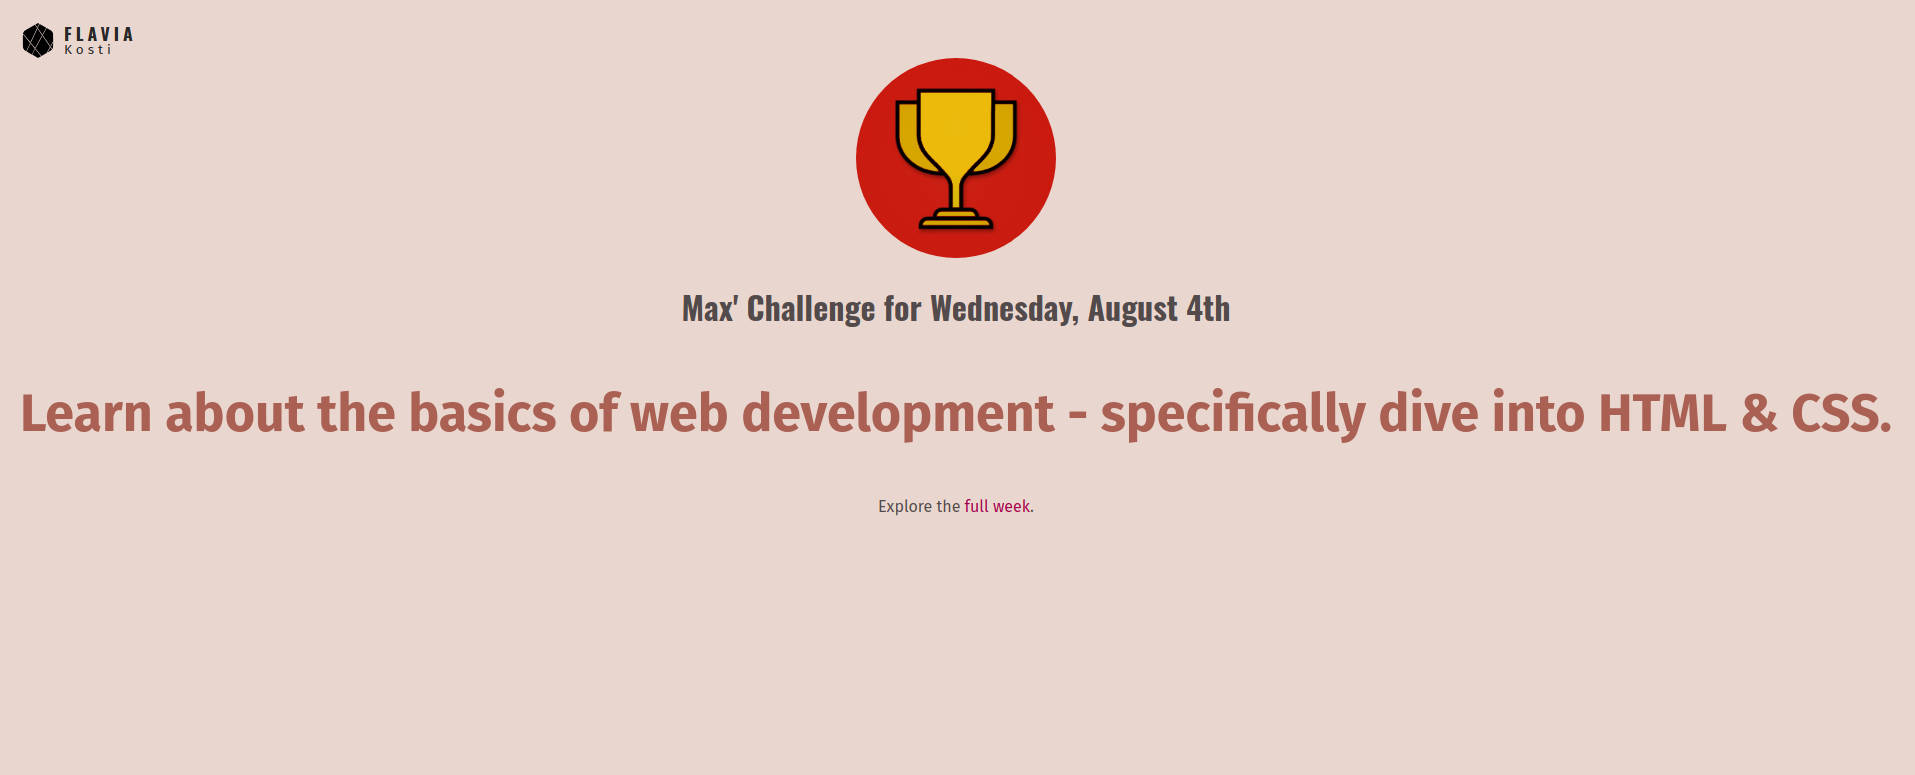 FLAVIA
Kosti
Max' Challenge for Wednesday, August 4th
Learn about the basics of web development - specifically dive into HTML & CSS.
Explore the full week.